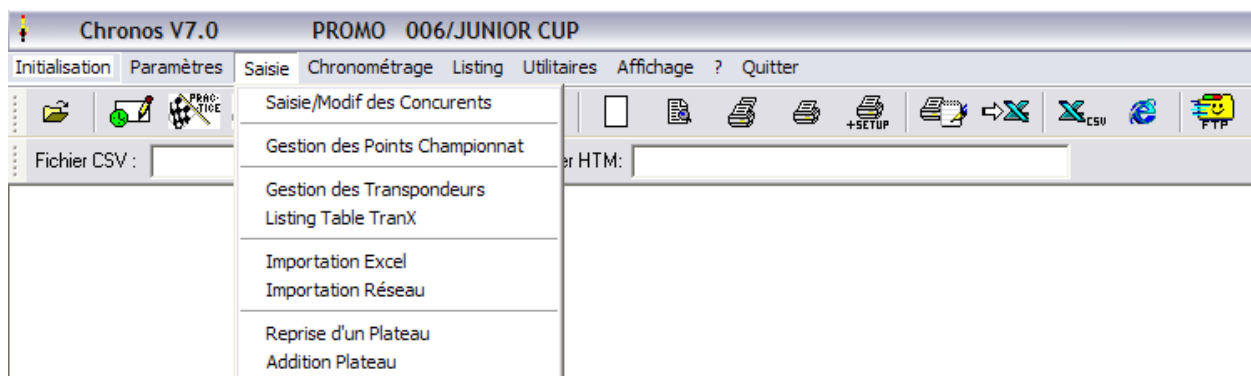 Chronos V7.0 PROMO 006/JUNIOR CUP
Initialisation Paramètres Saisie Chronométrage Listing Utilitaires Affichage ? Quitter
PRAC-
TICE
+SETUP
CSV
FTP
Saisie/Modif des Concurents
Gestion des Points Championnat
Fichier CSV :
er HTM:
Gestion des Transpondeurs
Listing Table TranX
Importation Excel
Importation Réseau
Reprise d'un Plateau
Addition Plateau